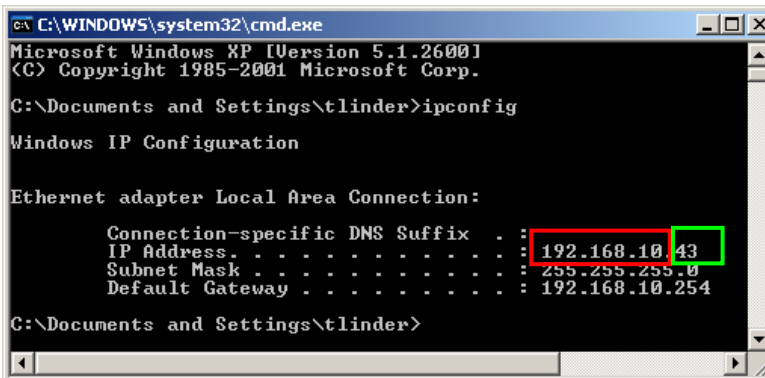 C:\WINDOWS\system32\cmd.exe
Microsoft Windows XP [Version 5.1.2600]
(C) Copyright 1985-2001 Microsoft Corp.
C:\Documents and Settings\tlinder>ipconfig
Windows IP Configuration
Ethernet adapter Local Area Connection:
Connection-specific DNS Suffix . :
IP Address. . . . . . . . . . . . : 192.168.10.43
Subnet Mask . . . . . . . . . . . : 255.255.255.0
Default Gateway . . . . . . . . . : 192.168.10.254
C:\Documents and Settings\tlinder>